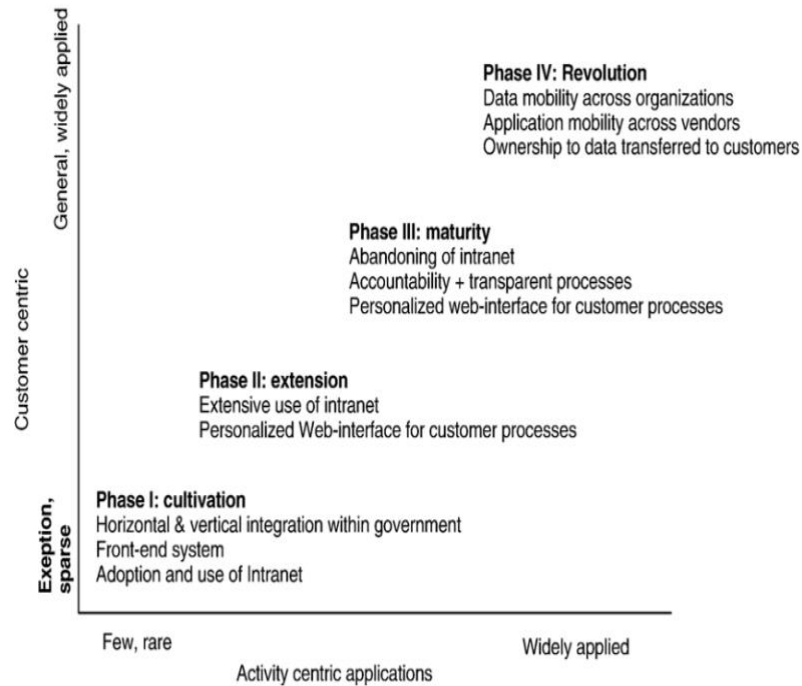 General, widely applied
Customer centric
Exeption,
sparse
Phase IV: Revolution
Data mobility across organizations
Application mobility across vendors
Ownership to data transferred to customers
Phase III: maturity
Abandoning of intranet
Accountability + transparent processes
Personalized web-interface for customer processes
Phase II: extension
Extensive use of intranet
Personalized Web-interface for customer processes
Phase I: cultivation
Horizontal & vertical integration within government
Front-end system
Adoption and use of Intranet
Few, rare
Widely applied
Activity centric applications